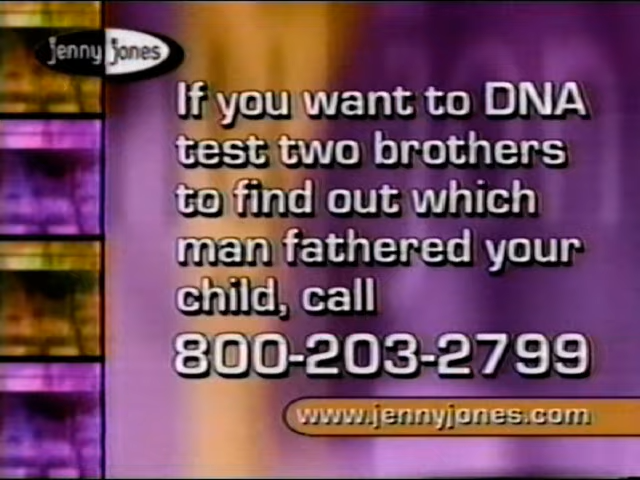 jenny jones
If you want to DNA
test two brothers
to find out which
man fathered your
child, call
800-203-2799
www.jennyjones.com